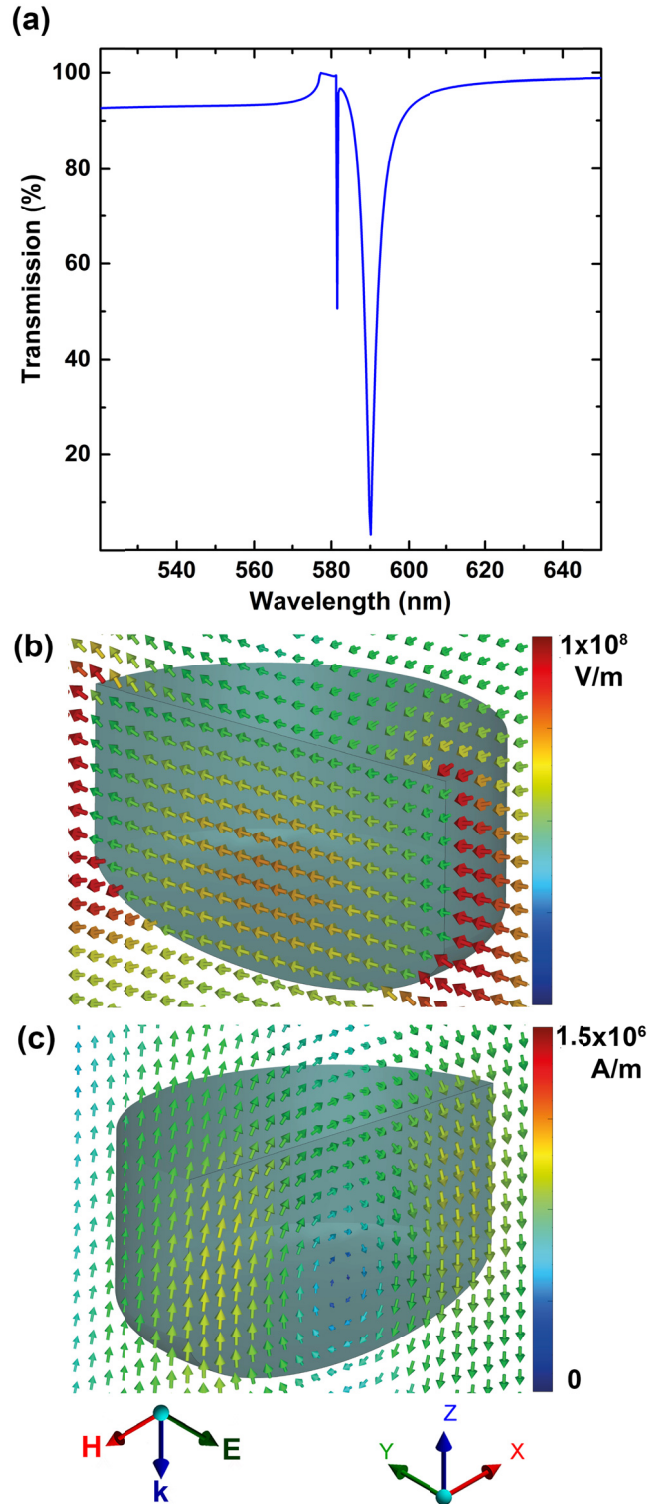 (a)
100
80
60
40
20
Transmission (%)
540 560 580 600 620 640
Wavelength (nm)
(b)
1x10⁸
V/m
(c)
1.5x10⁶
A/m
0
H E
k
Z
Y X